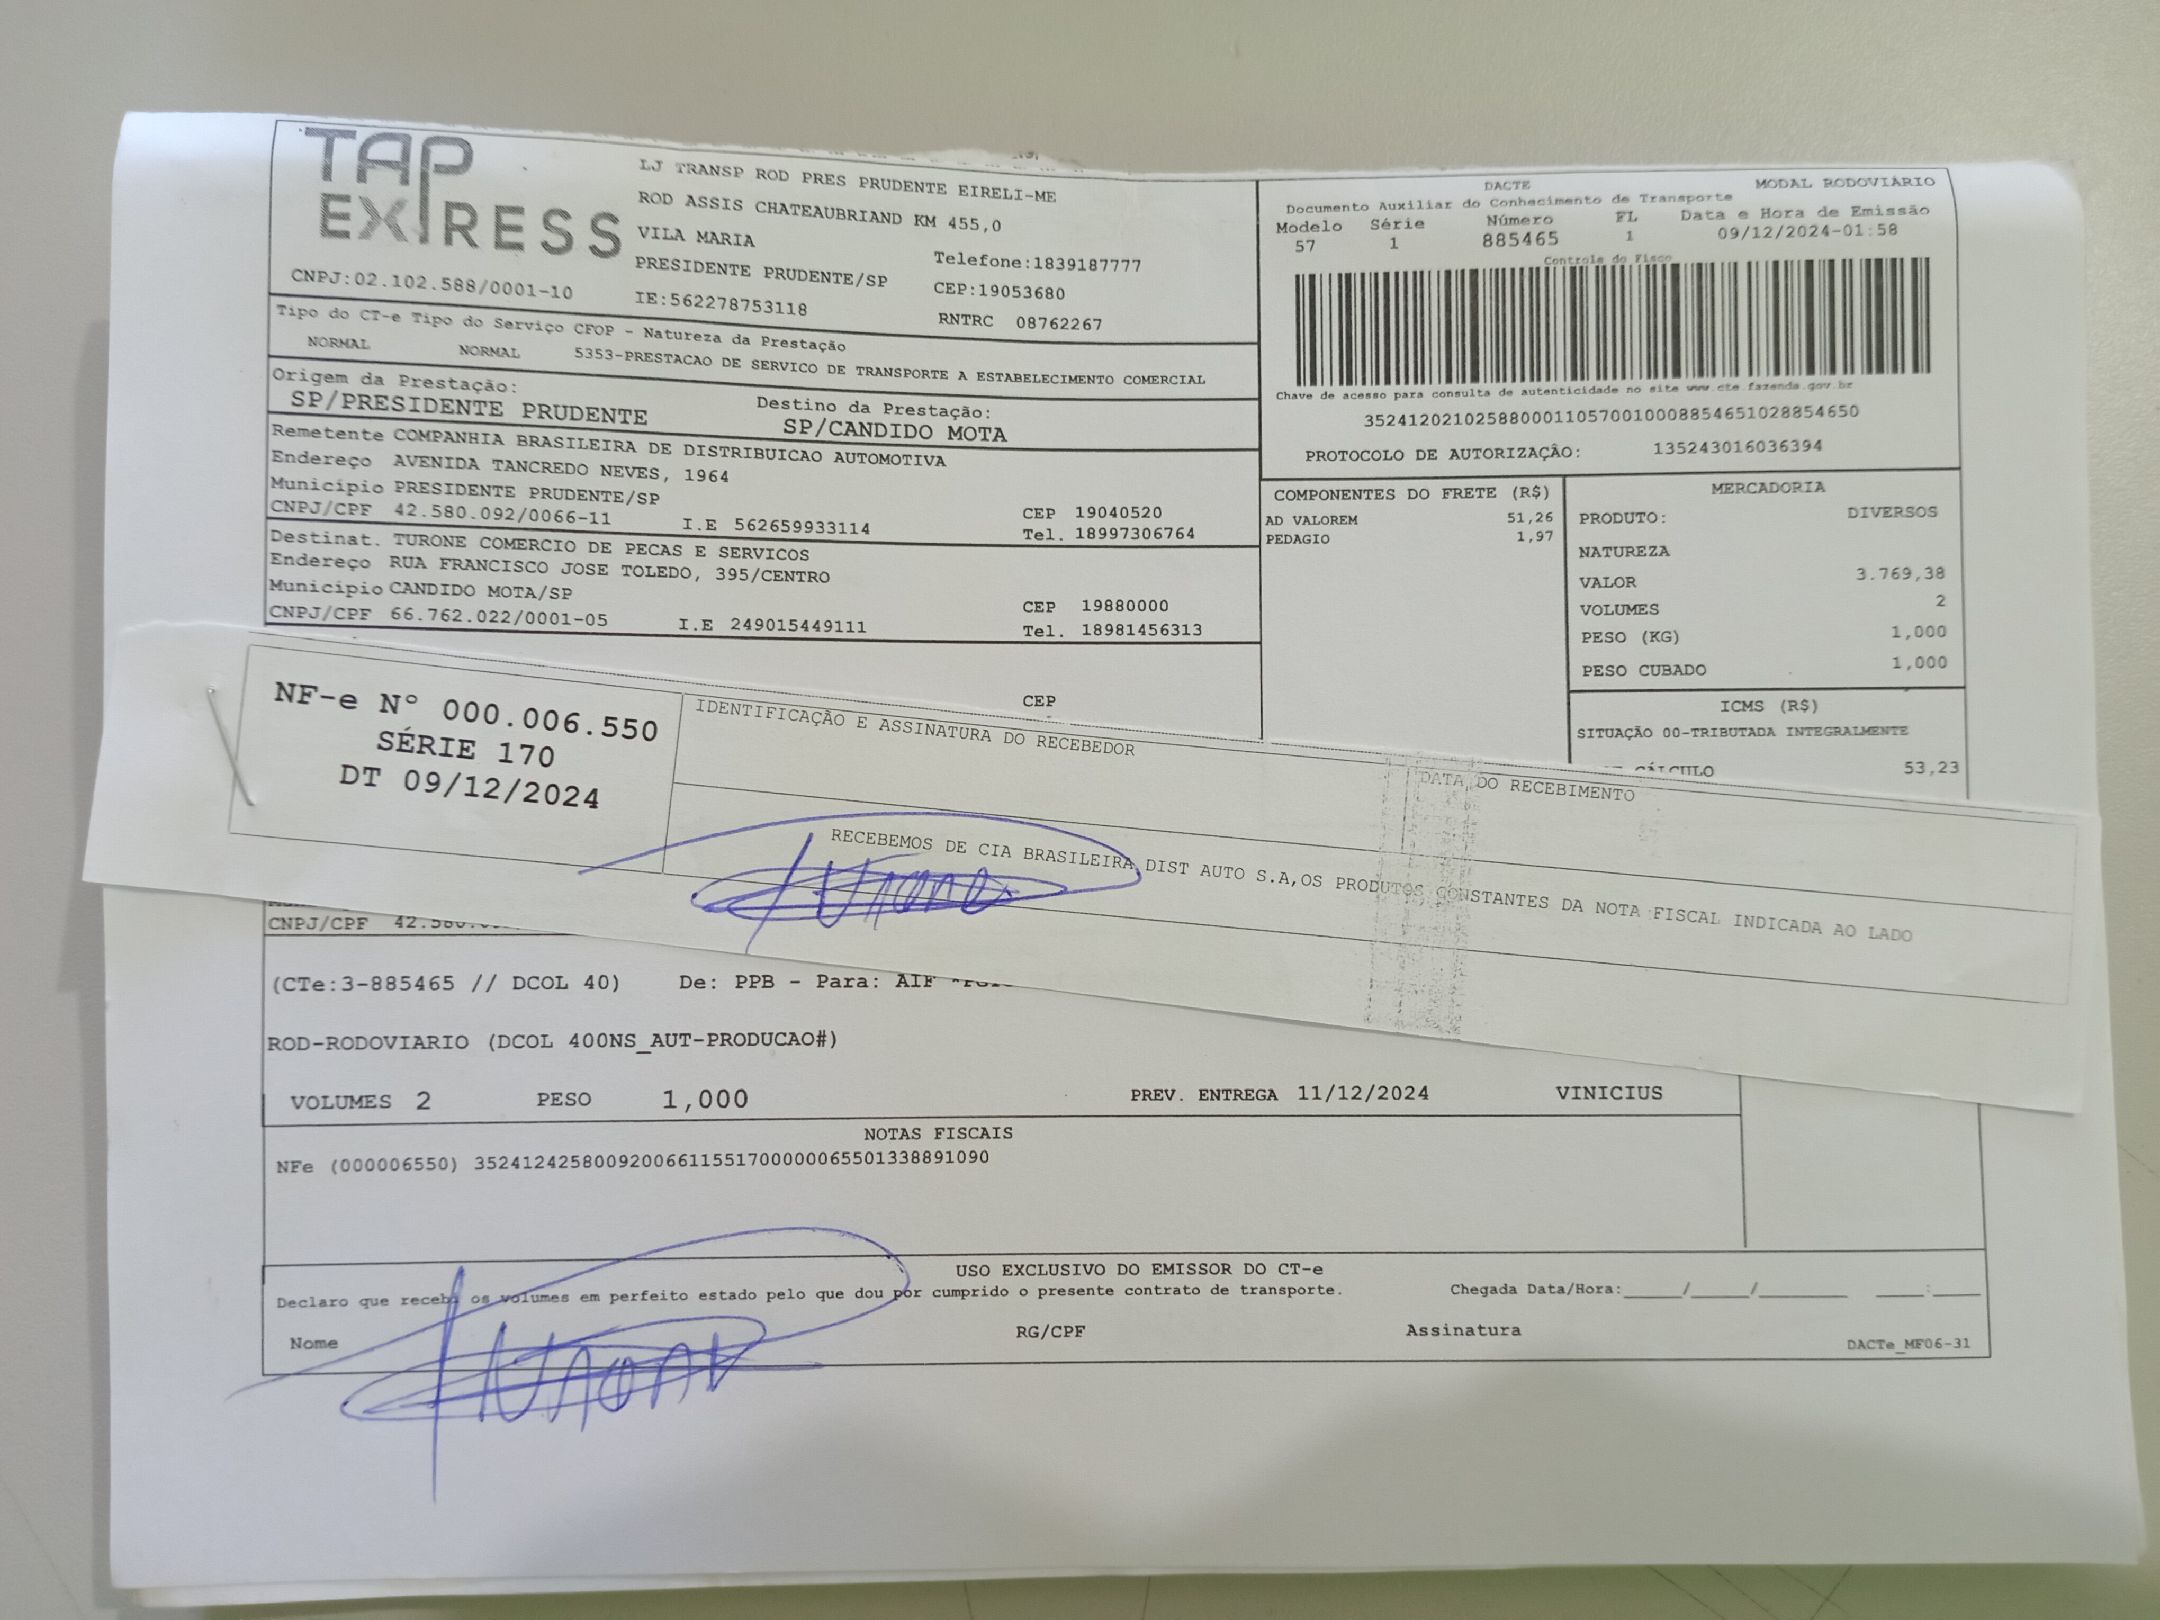 TAP
EXPRESS
CNPJ:02.102.588/0001-10
LJ TRANSP ROD PRES PRUDENTE EIRELI-ME
ROD ASSIS CHATEAUBRIAND KM 455,0
VILA MARIA
PRESIDENTE PRUDENTE/SP
IE:562278753118
Telefone:1839187777
CEP:19053680
RNTRC 08762267
DACTE MODAL RODOVIÁRIO
Documento Auxiliar do Conhecimento de Transporte
Modelo Série Número FL Data e Hora de Emissão
57 1 885465 1 09/12/2024-01:58
Controle do Fisco
Chave de acesso para consulta de autenticidade no site www.cte.fazenda.gov.br
35241202102588000110570010008854651028854650
PROTOCOLO DE AUTORIZAÇÃO: 135243016036394
Tipo do CT-e Tipo do Serviço CFOP - Natureza da Prestação
NORMAL NORMAL 5353-PRESTACAO DE SERVICO DE TRANSPORTE A ESTABELECIMENTO COMERCIAL
Origem da Prestação: Destino da Prestação:
SP/PRESIDENTE PRUDENTE SP/CANDIDO MOTA
Remetente COMPANHIA BRASILEIRA DE DISTRIBUICAO AUTOMOTIVA
Endereço AVENIDA TANCREDO NEVES, 1964
Município PRESIDENTE PRUDENTE/SP CEP 19040520
CNPJ/CPF 42.580.092/0066-11 I.E 562659933114 Tel. 18997306764
Destinat. TURONE COMERCIO DE PECAS E SERVICOS
Endereço RUA FRANCISCO JOSE TOLEDO, 395/CENTRO
Município CANDIDO MOTA/SP CEP 19880000
CNPJ/CPF 66.762.022/0001-05 I.E 249015449111 Tel. 18981456313
CEP
COMPONENTES DO FRETE (R$)
AD VALOREM 51,26
PEDAGIO 1,97
MERCADORIA
PRODUTO: DIVERSOS
NATUREZA
VALOR 3.769,38
VOLUMES 2
PESO (KG) 1,000
PESO CUBADO 1,000
ICMS (R$)
SITUAÇÃO 00-TRIBUTADA INTEGRALMENTE
CÁLCULO 53,23
NF-e Nº 000.006.550
SÉRIE 170
DT 09/12/2024
IDENTIFICAÇÃO E ASSINATURA DO RECEBEDOR
DATA DO RECEBIMENTO
RECEBEMOS DE CIA BRASILEIRA DIST AUTO S.A,OS PRODUTOS CONSTANTES DA NOTA FISCAL INDICADA AO LADO
Turone
CNPJ/CPF 42.580.
(CTe:3-885465 // DCOL 40) De: PPB - Para: AIF
ROD-RODOVIARIO (DCOL 400NS_AUT-PRODUCAO#)
VOLUMES 2 PESO 1,000 PREV. ENTREGA 11/12/2024 VINICIUS
NOTAS FISCAIS
NFe (000006550) 35241242580092006611551700000065501338891090
USO EXCLUSIVO DO EMISSOR DO CT-e
Declaro que recebi os volumes em perfeito estado pelo que dou por cumprido o presente contrato de transporte. Chegada Data/Hora:_____/_____/________ ____:____
Nome RG/CPF Assinatura
DACTe_MF06-31